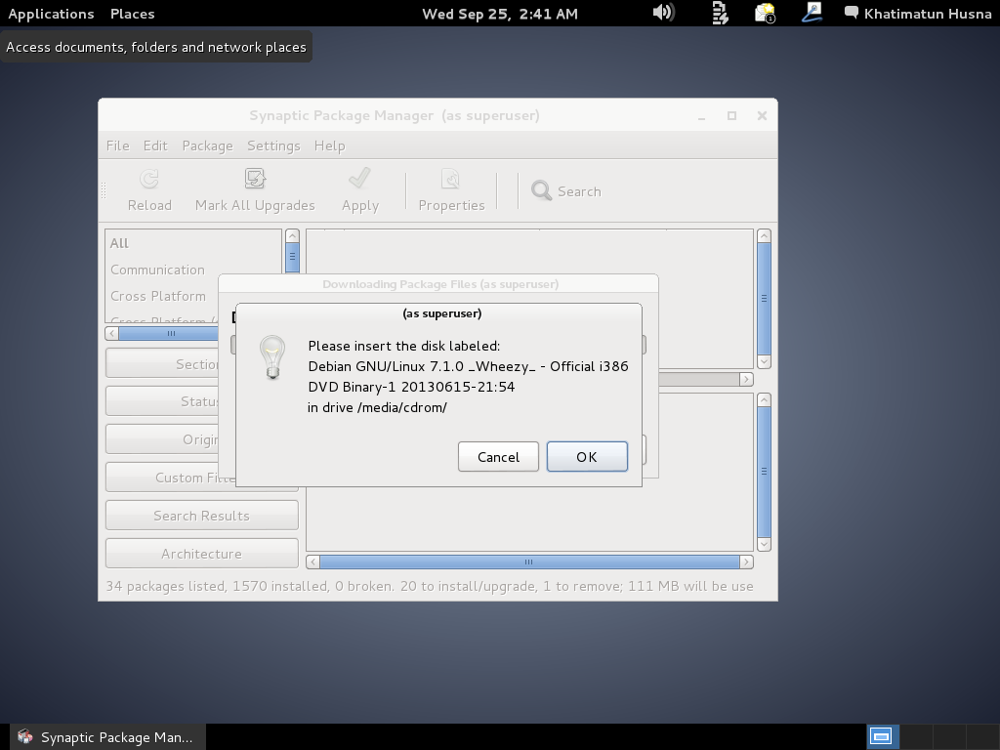 Applications Places Wed Sep 25, 2:41 AM Khatimatun Husna
Access documents, folders and network places
Synaptic Package Manager (as superuser)
File Edit Package Settings Help
Reload Mark All Upgrades Apply Properties Search
All
Communication
Cross Platform
Cross Platform
Downloading Package Files (as superuser)
(as superuser)
Please insert the disk labeled:
Debian GNU/Linux 7.1.0 _Wheezy_ - Official i386
DVD Binary-1 20130615-21:54
in drive /media/cdrom/
Cancel OK
Section
Status
Origin
Custom Filte
Search Results
Architecture
34 packages listed, 1570 installed, 0 broken. 20 to install/upgrade, 1 to remove; 111 MB will be use
Synaptic Package Man...